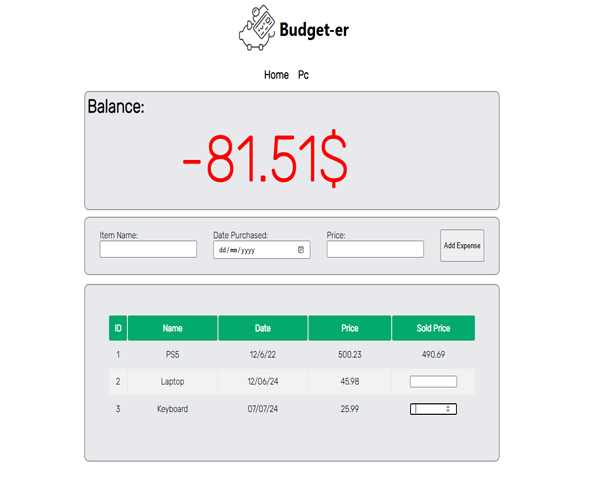 Budget-er
Home Pc
Balance:
-81.51$
Item Name: Date Purchased: Price:
dd/mm/yyyy
Add Expense
ID Name Date Price Sold Price
1 PS5 12/6/22 500.23 490.69
2 Laptop 12/06/24 45.98
3 Keyboard 07/07/24 25.99